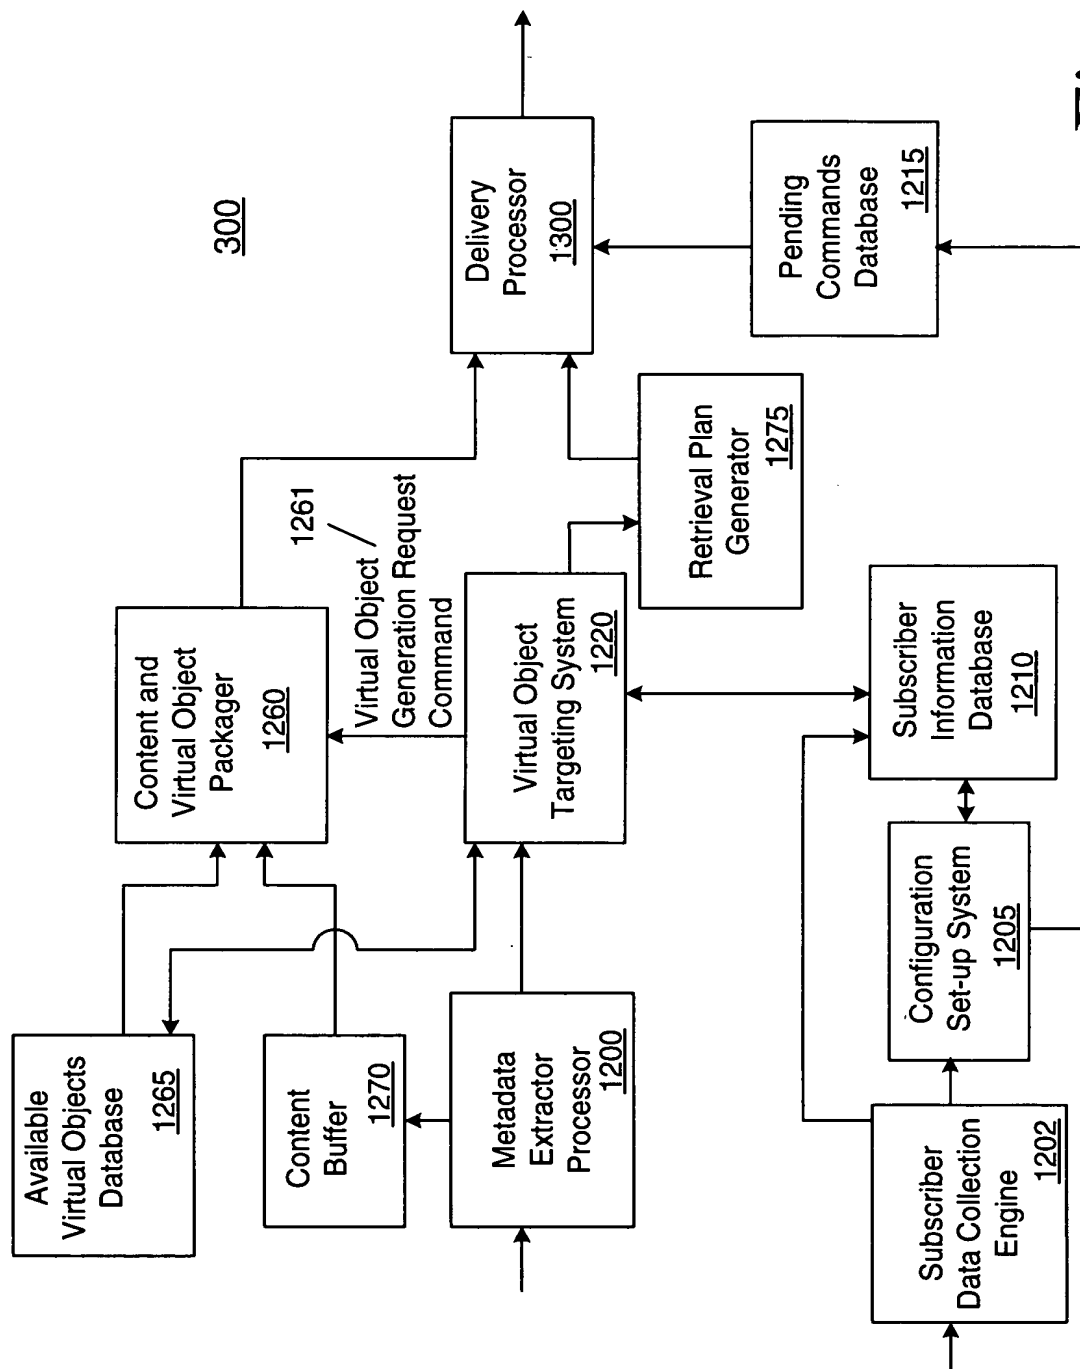 300
Available
Virtual Objects
Database
1265
Content
Buffer
1270
Metadata
Extractor
Processor
1200
Content and
Virtual Object
Packager
1260
1261
Virtual Object
Generation Request
Command
Virtual Object
Targeting System
1220
Retrieval Plan
Generator
1275
Delivery
Processor
1300
Pending
Commands
Database
1215
Subscriber
Data Collection
Engine
1202
Configuration
Set-up System
1205
Subscriber
Information
Database
1210